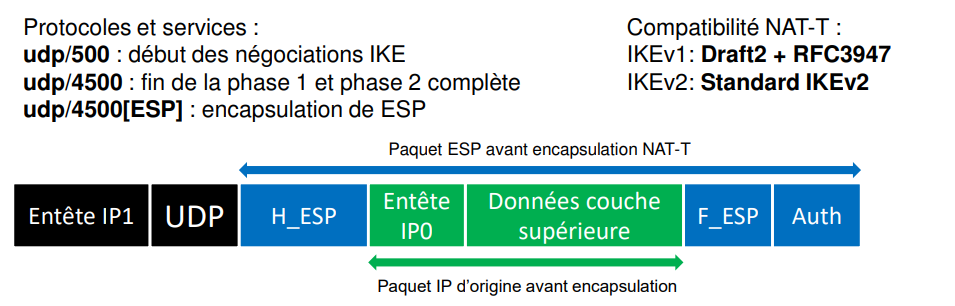 Protocoles et services :
udp/500 : début des négociations IKE
udp/4500 : fin de la phase 1 et phase 2 complète
udp/4500[ESP] : encapsulation de ESP
Compatibilité NAT-T :
IKEv1: Draft2 + RFC3947
IKEv2: Standard IKEv2
Paquet ESP avant encapsulation NAT-T
Entête IP1
UDP
H_ESP
Entête
IP0
Données couche
supérieure
F_ESP
Auth
Paquet IP d'origine avant encapsulation